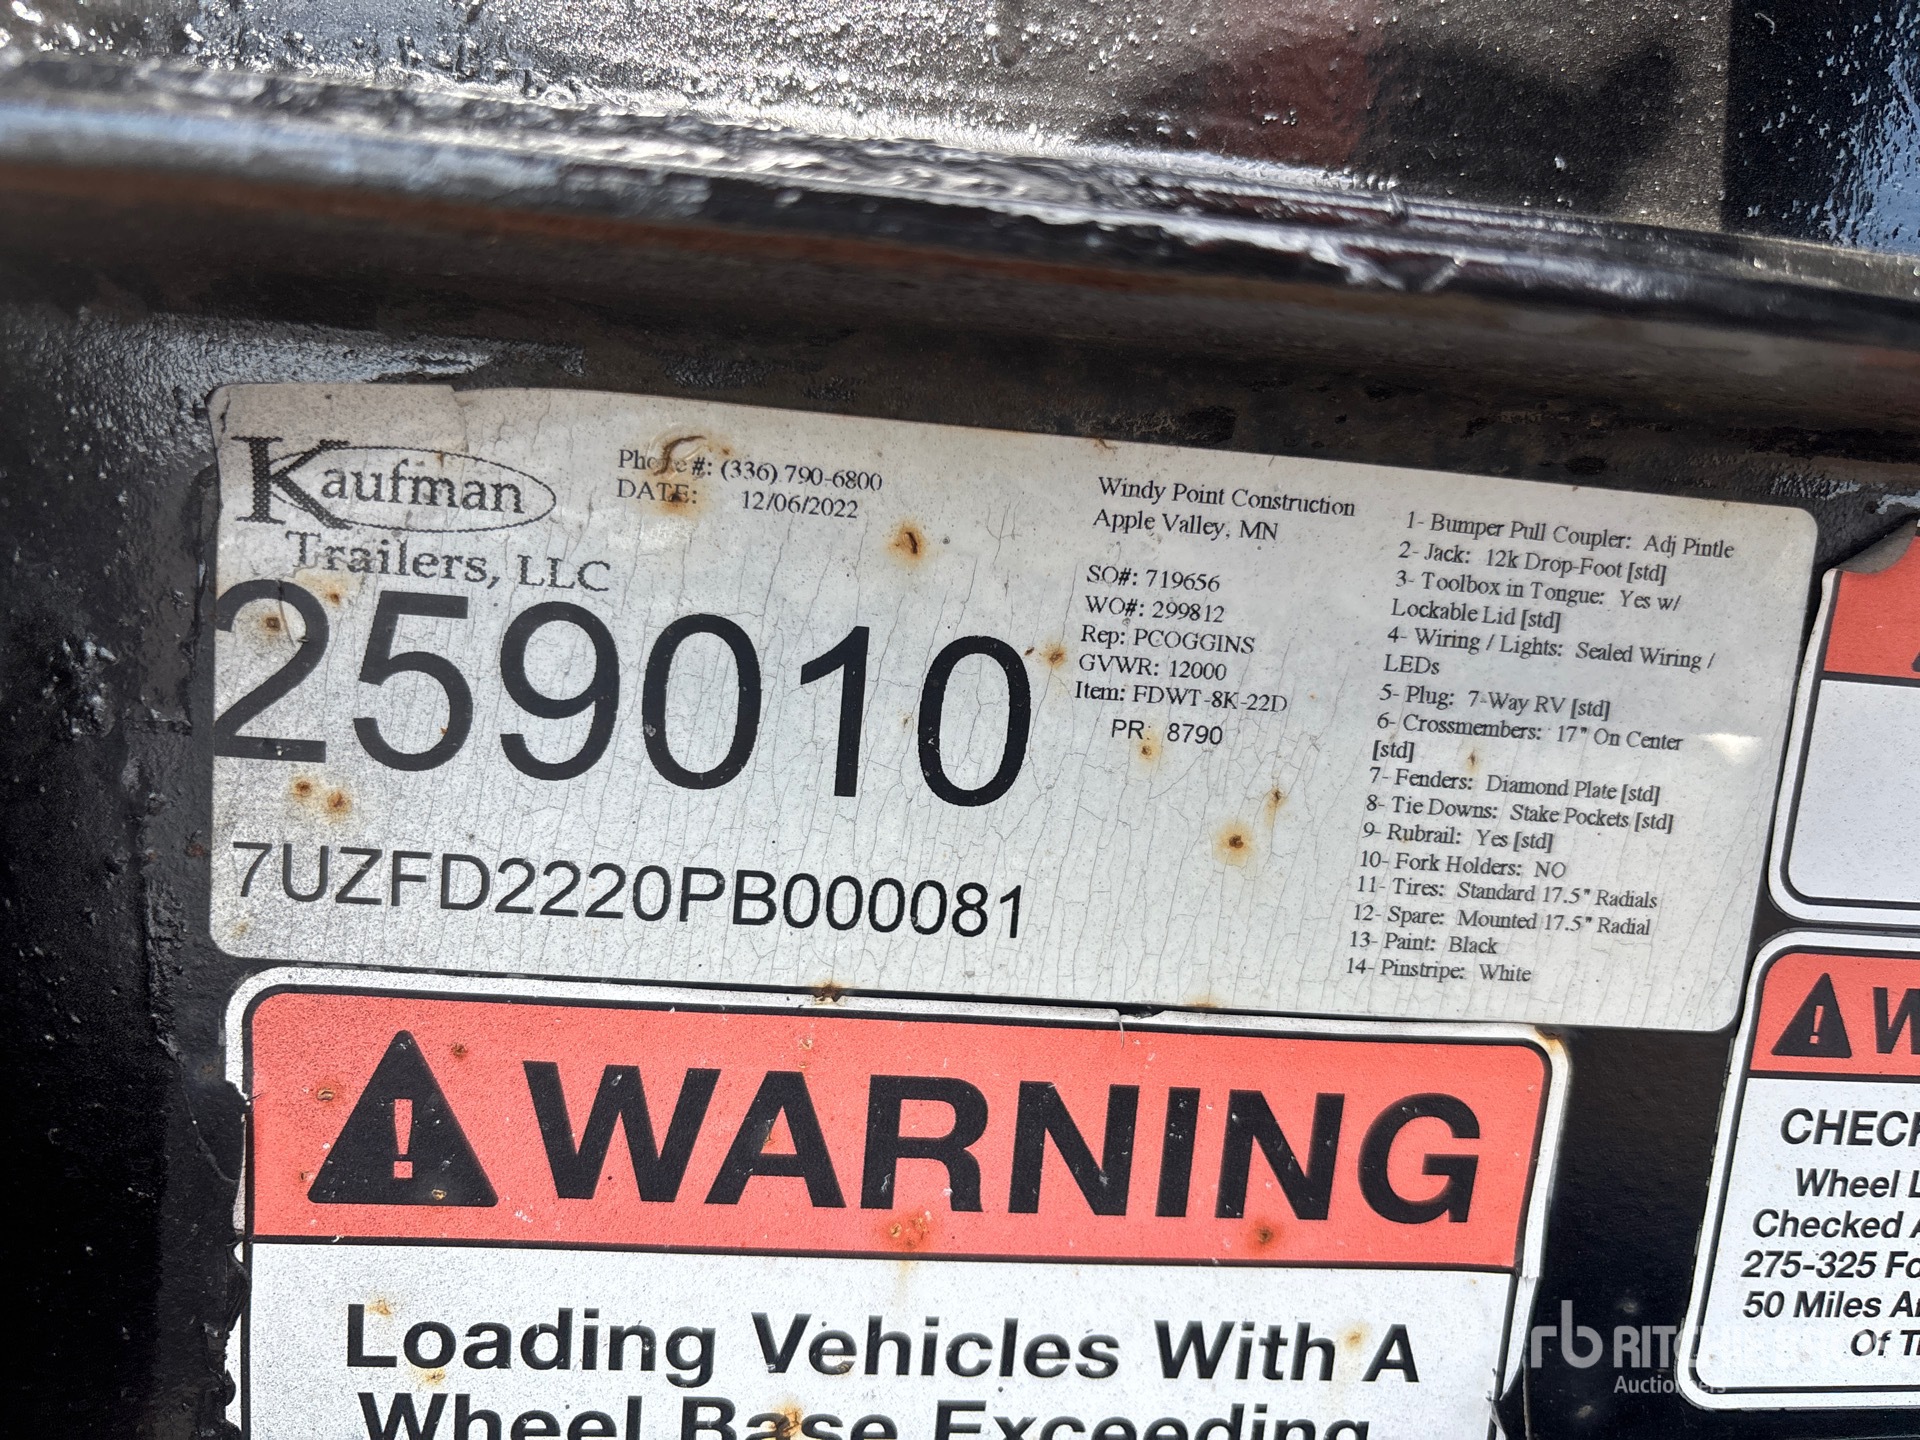 Kaufman
Trailers, LLC
Phone#: (336) 790-6800
DATE: 12/06/2022
259010
7UZFD2220PB000081
Windy Point Construction
Apple Valley, MN
SO#: 719656
WO#: 299812
Rep: PCOGGINS
GVWR: 12000
Item: FDWT-8K-22D
PR: 8790
1- Bumper Pull Coupler: Adj Pintle
2- Jack: 12k Drop-Foot [std]
3- Toolbox in Tongue: Yes w/
Lockable Lid [std]
4- Wiring / Lights: Sealed Wiring /
LEDs
5- Plug: 7-Way RV [std]
6- Crossmembers: 17" On Center
[std]
7- Fenders: Diamond Plate [std]
8- Tie Downs: Stake Pockets [std]
9- Rubrail: Yes [std]
10- Fork Holders: NO
11- Tires: Standard 17.5" Radials
12- Spare: Mounted 17.5" Radial
13- Paint: Black
14- Pinstripe: White
WARNING
Loading Vehicles With A
Wheel Base Exceeding
W
CHEC
Wheel L
Checked A
275-325 Fo
50 Miles A
Of T
rb RIT
Auctioneers